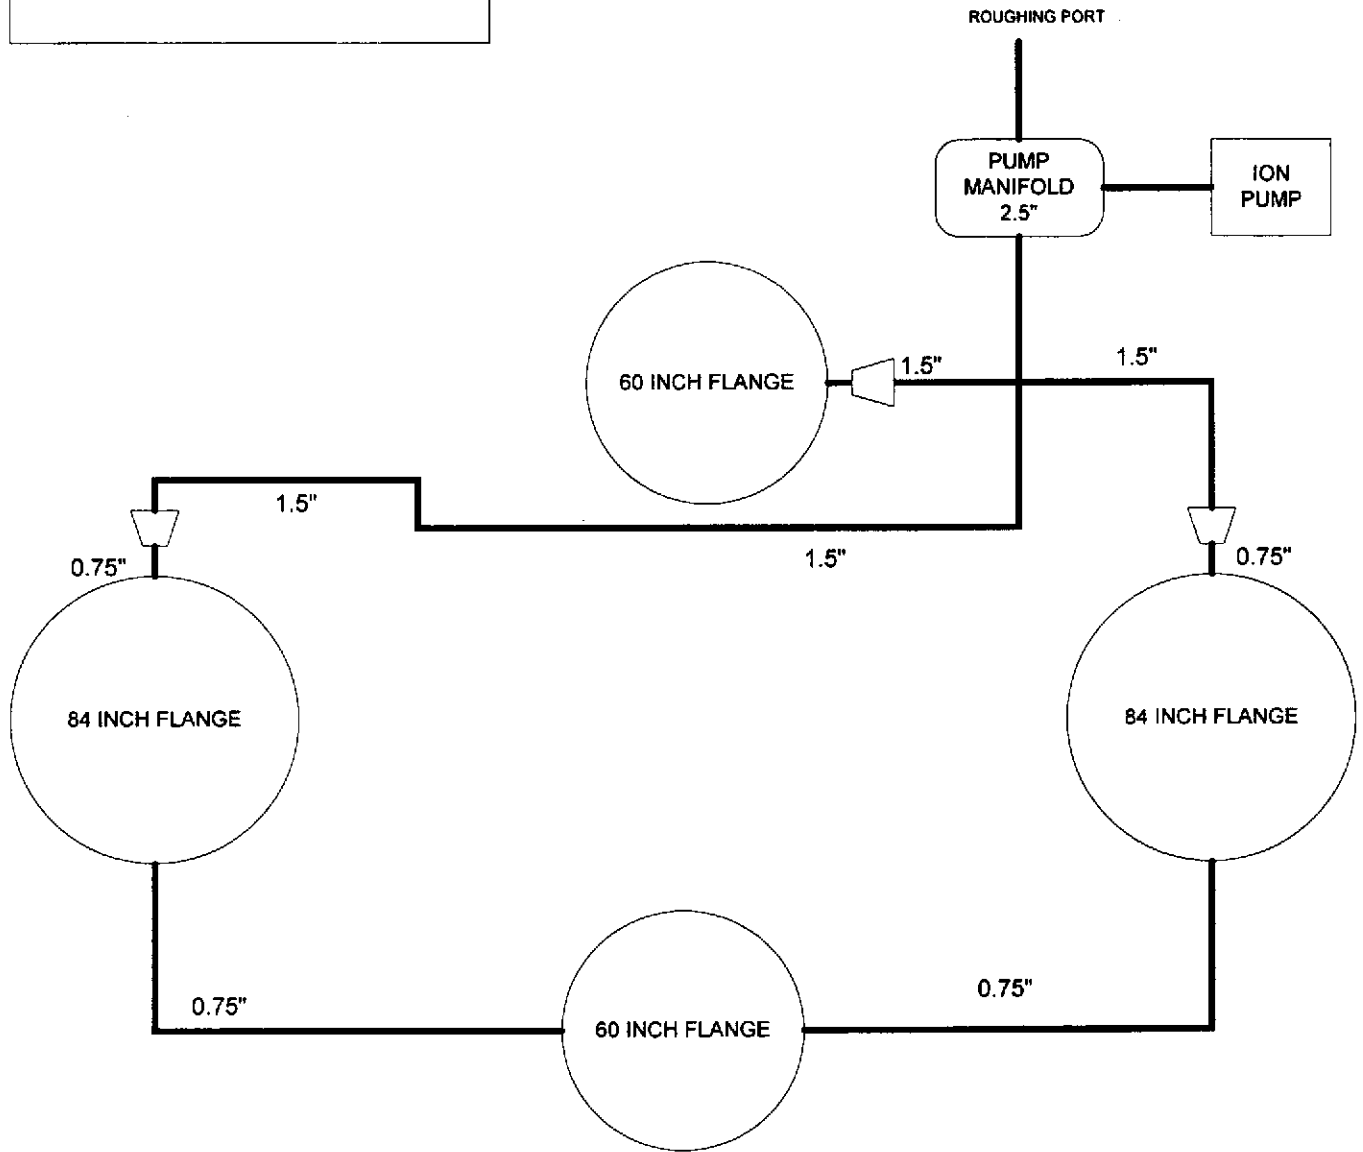 ROUGHING PORT
PUMP
MANIFOLD
2.5"
ION
PUMP
60 INCH FLANGE
1.5"
1.5"
1.5"
1.5"
0.75"
0.75"
84 INCH FLANGE
84 INCH FLANGE
0.75"
0.75"
60 INCH FLANGE